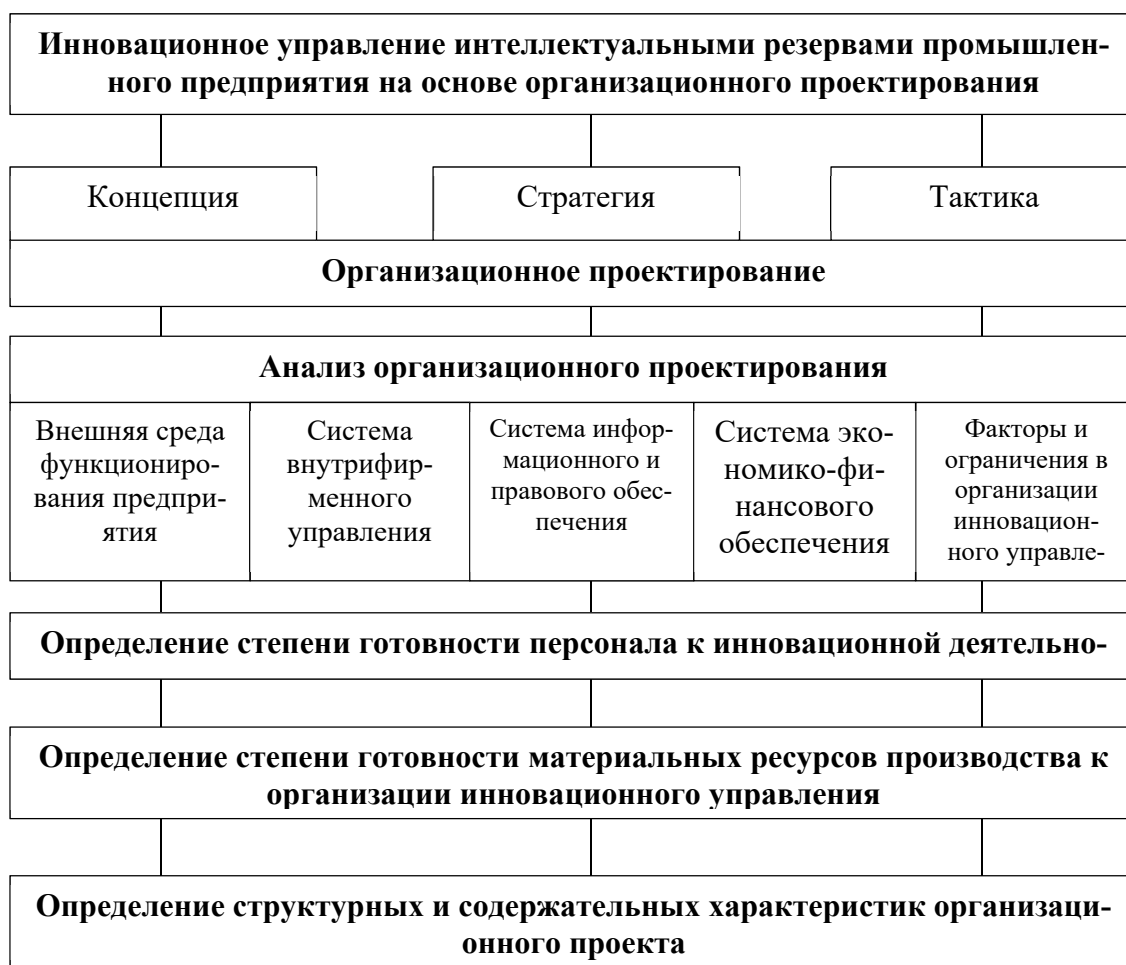 Инновационное управление интеллектуальными резервами промышлен-
ного предприятия на основе организационного проектирования
Концепция
Стратегия
Тактика
Организационное проектирование
Анализ организационного проектирования
Внешняя среда
функциониро-
вания предпри-
ятия
Система
внутрифир-
менного
управления
Система инфор-
мационного и
правового обес-
печения
Система эко-
номико-фи-
нансового
обеспечения
Факторы и
ограничения в
организации
инновацион-
ного управле-
Определение степени готовности персонала к инновационной деятельно-
Определение степени готовности материальных ресурсов производства к
организации инновационного управления
Определение структурных и содержательных характеристик организаци-
онного проекта